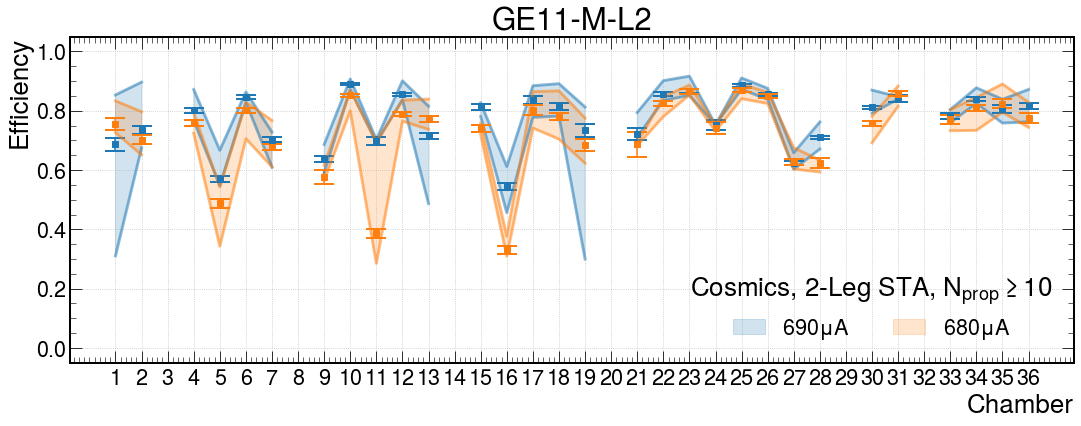 GE11-M-L2
Efficiency
1.0
0.8
0.6
0.4
0.2
0.0
Cosmics, 2-Leg STA, Nprop ≥ 10
690μA 680μA
1 2 3 4 5 6 7 8 9 10 11 12 13 14 15 16 17 18 19 20 21 22 23 24 25 26 27 28 29 30 31 32 33 34 35 36
Chamber